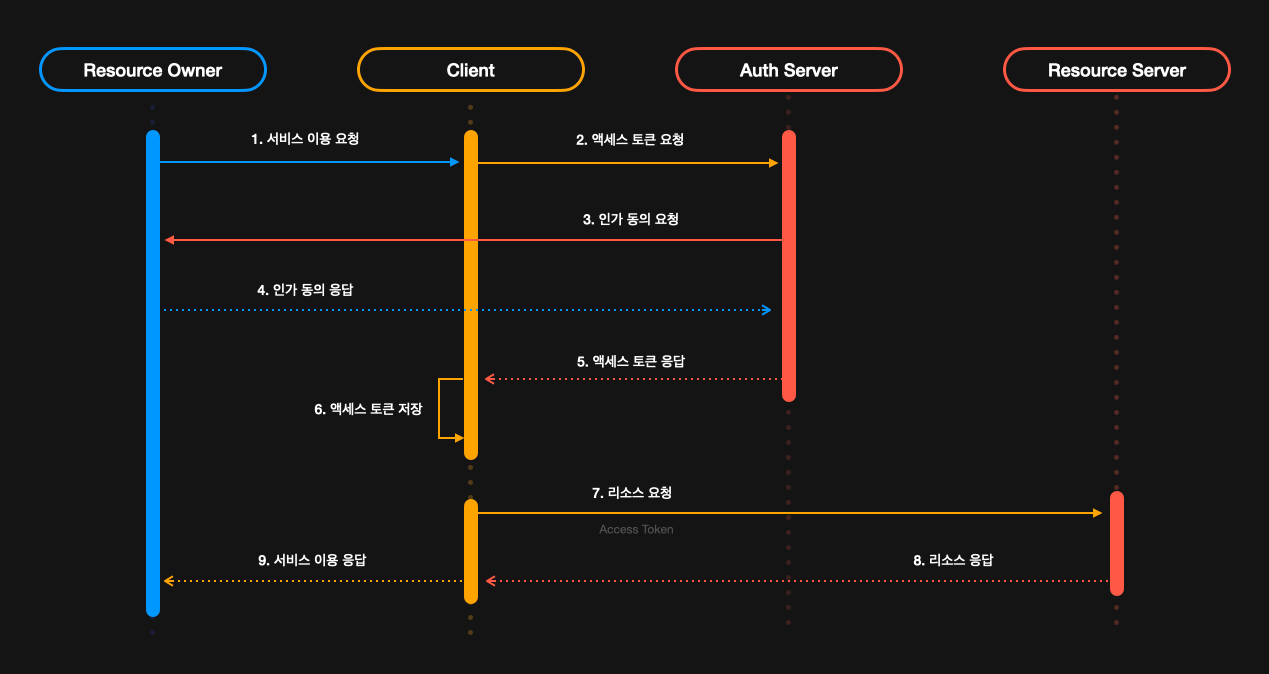 Resource Owner
Client
Auth Server
Resource Server
1. 서비스 이용 요청
2. 액세스 토큰 요청
3. 인가 동의 요청
4. 인가 동의 응답
5. 액세스 토큰 응답
6. 액세스 토큰 저장
7. 리소스 요청
Access Token
8. 리소스 응답
9. 서비스 이용 응답